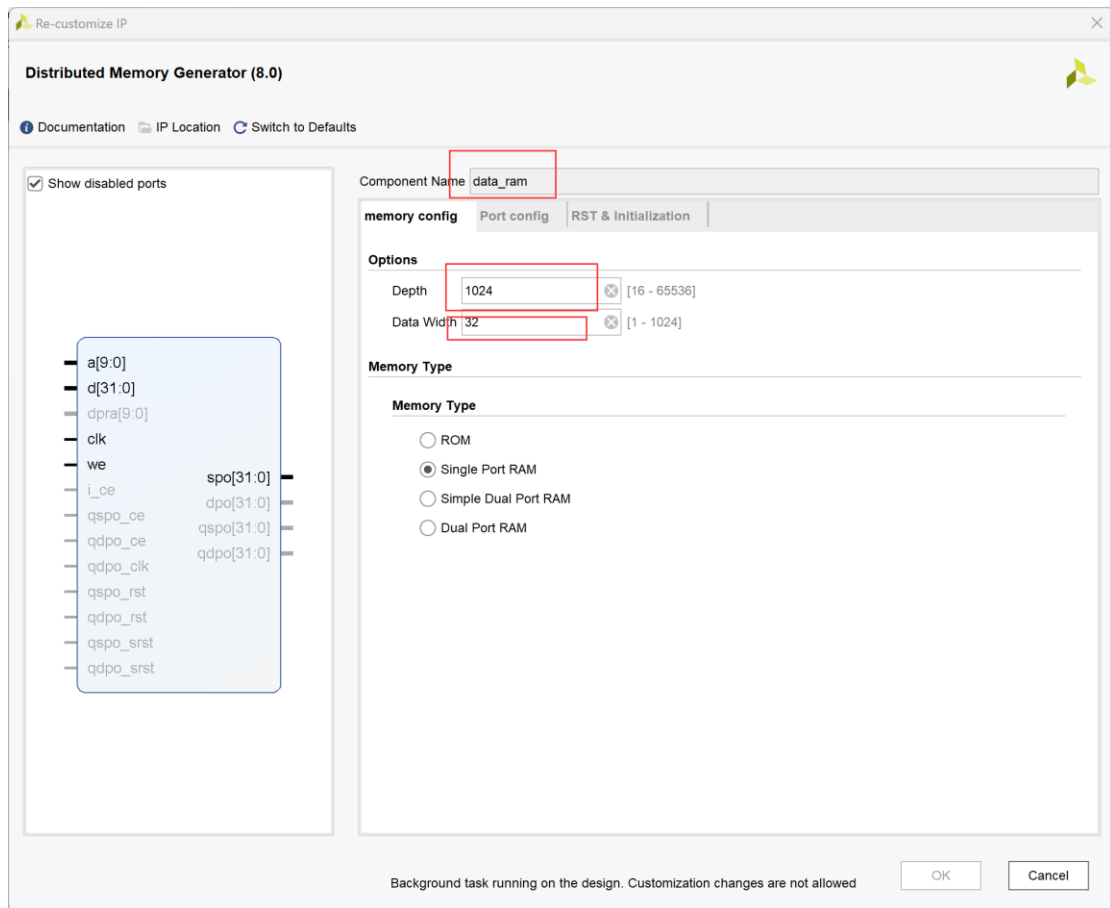 Re-customize IP
Distributed Memory Generator (8.0)
Documentation IP Location Switch to Defaults
Show disabled ports
a[9:0]
d[31:0]
dpra[9:0]
clk
we
i_ce
qspo_ce
qdpo_ce
qdpo_clk
qspo_rst
qdpo_rst
qspo_srst
qdpo_srst
spo[31:0]
dpo[31:0]
qspo[31:0]
qdpo[31:0]
Component Name data_ram
memory config Port config RST & Initialization
Options
Depth 1024 [16 - 65536]
Data Width 32 [1 - 1024]
Memory Type
Memory Type
ROM
Single Port RAM
Simple Dual Port RAM
Dual Port RAM
Background task running on the design. Customization changes are not allowed
OK Cancel